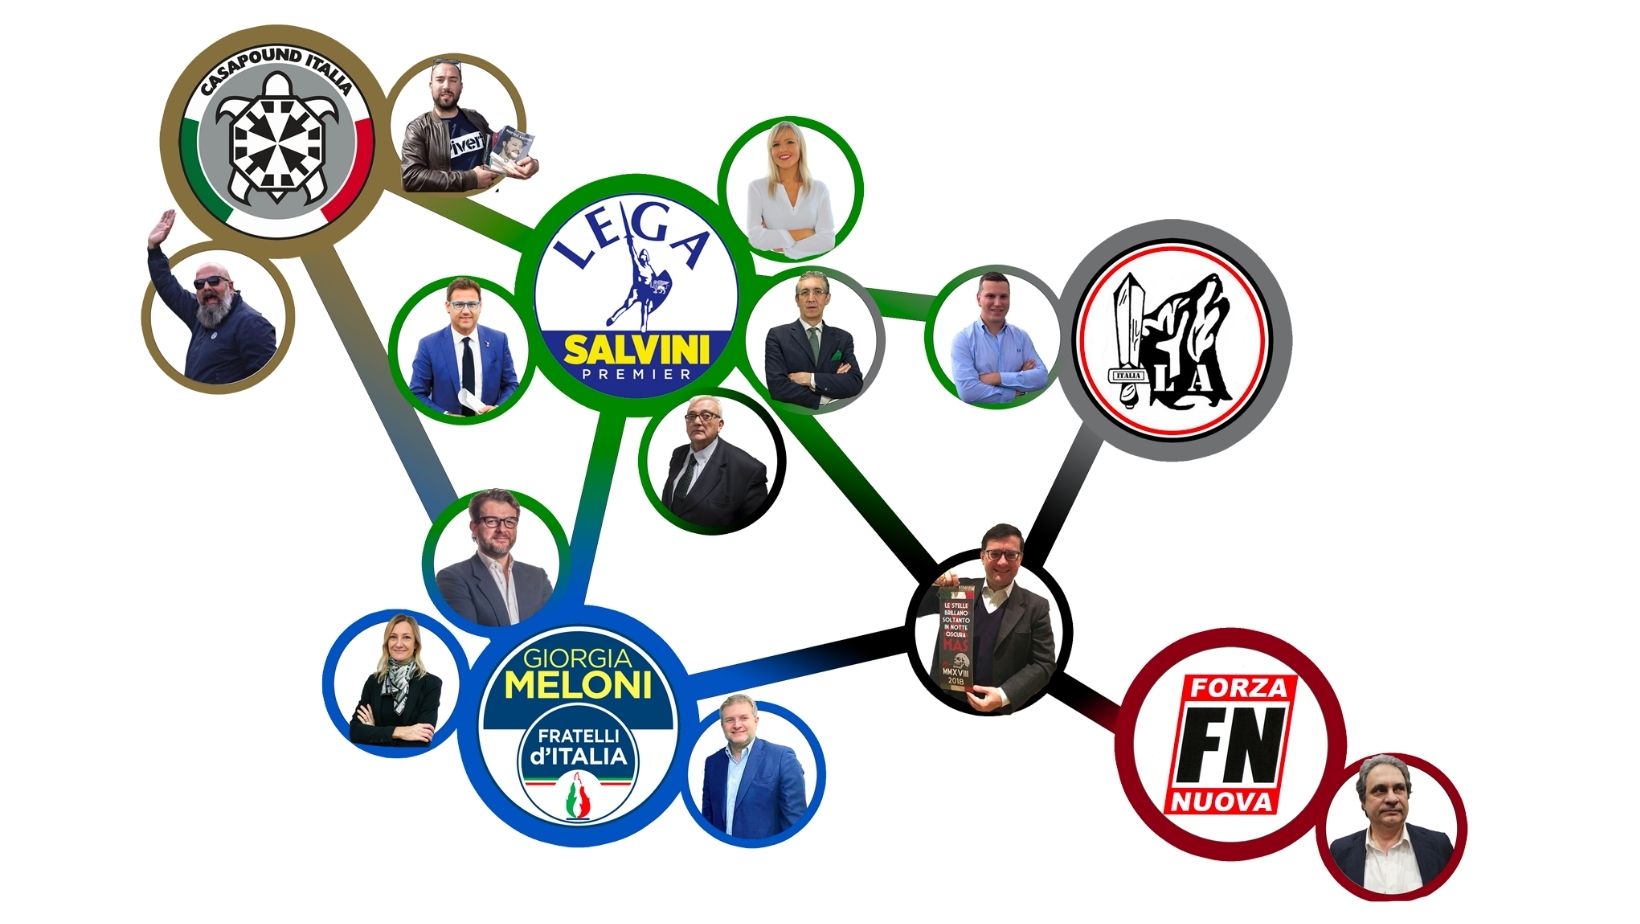 CASAPOUND ITALIA
ivert
LEGA
SALVINI
PREMIER
ITALIA
L A
GIORGIA
MELONI
FRATELLI
d'ITALIA
LE STELLE
BRILLANO
SOLTANTO
IN NOTTE
OSCURA
MAS
MMXVIII
2018
FORZA
FN
NUOVA